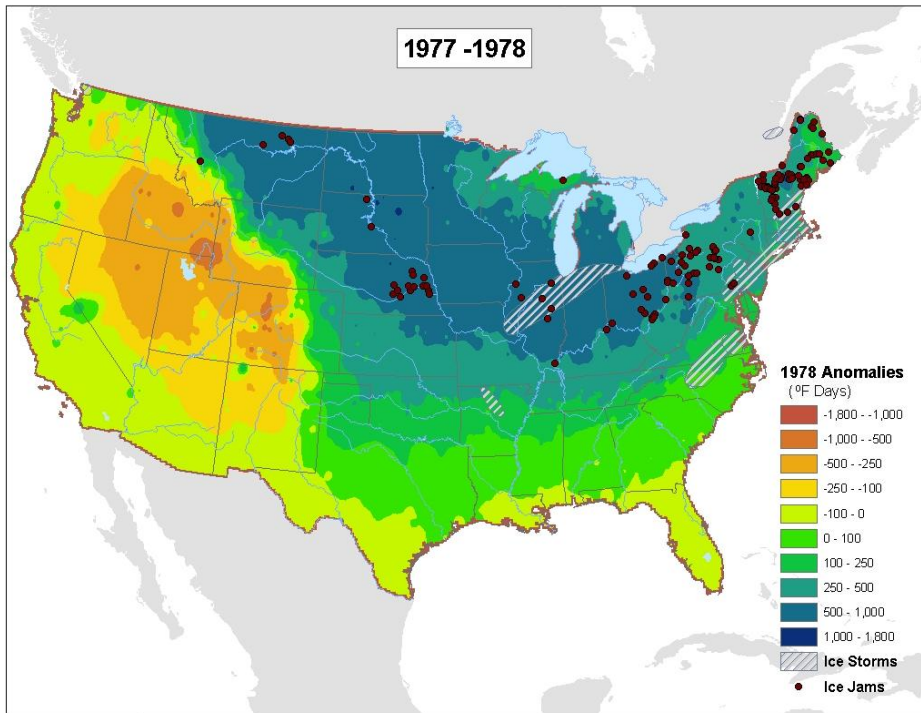 1977 -1978
1978 Anomalies
(ºF Days)
-1,800 - -1,000
-1,000 - -500
-500 - -250
-250 - -100
-100 - 0
0 - 100
100 - 250
250 - 500
500 - 1,000
1,000 - 1,800
Ice Storms
Ice Jams